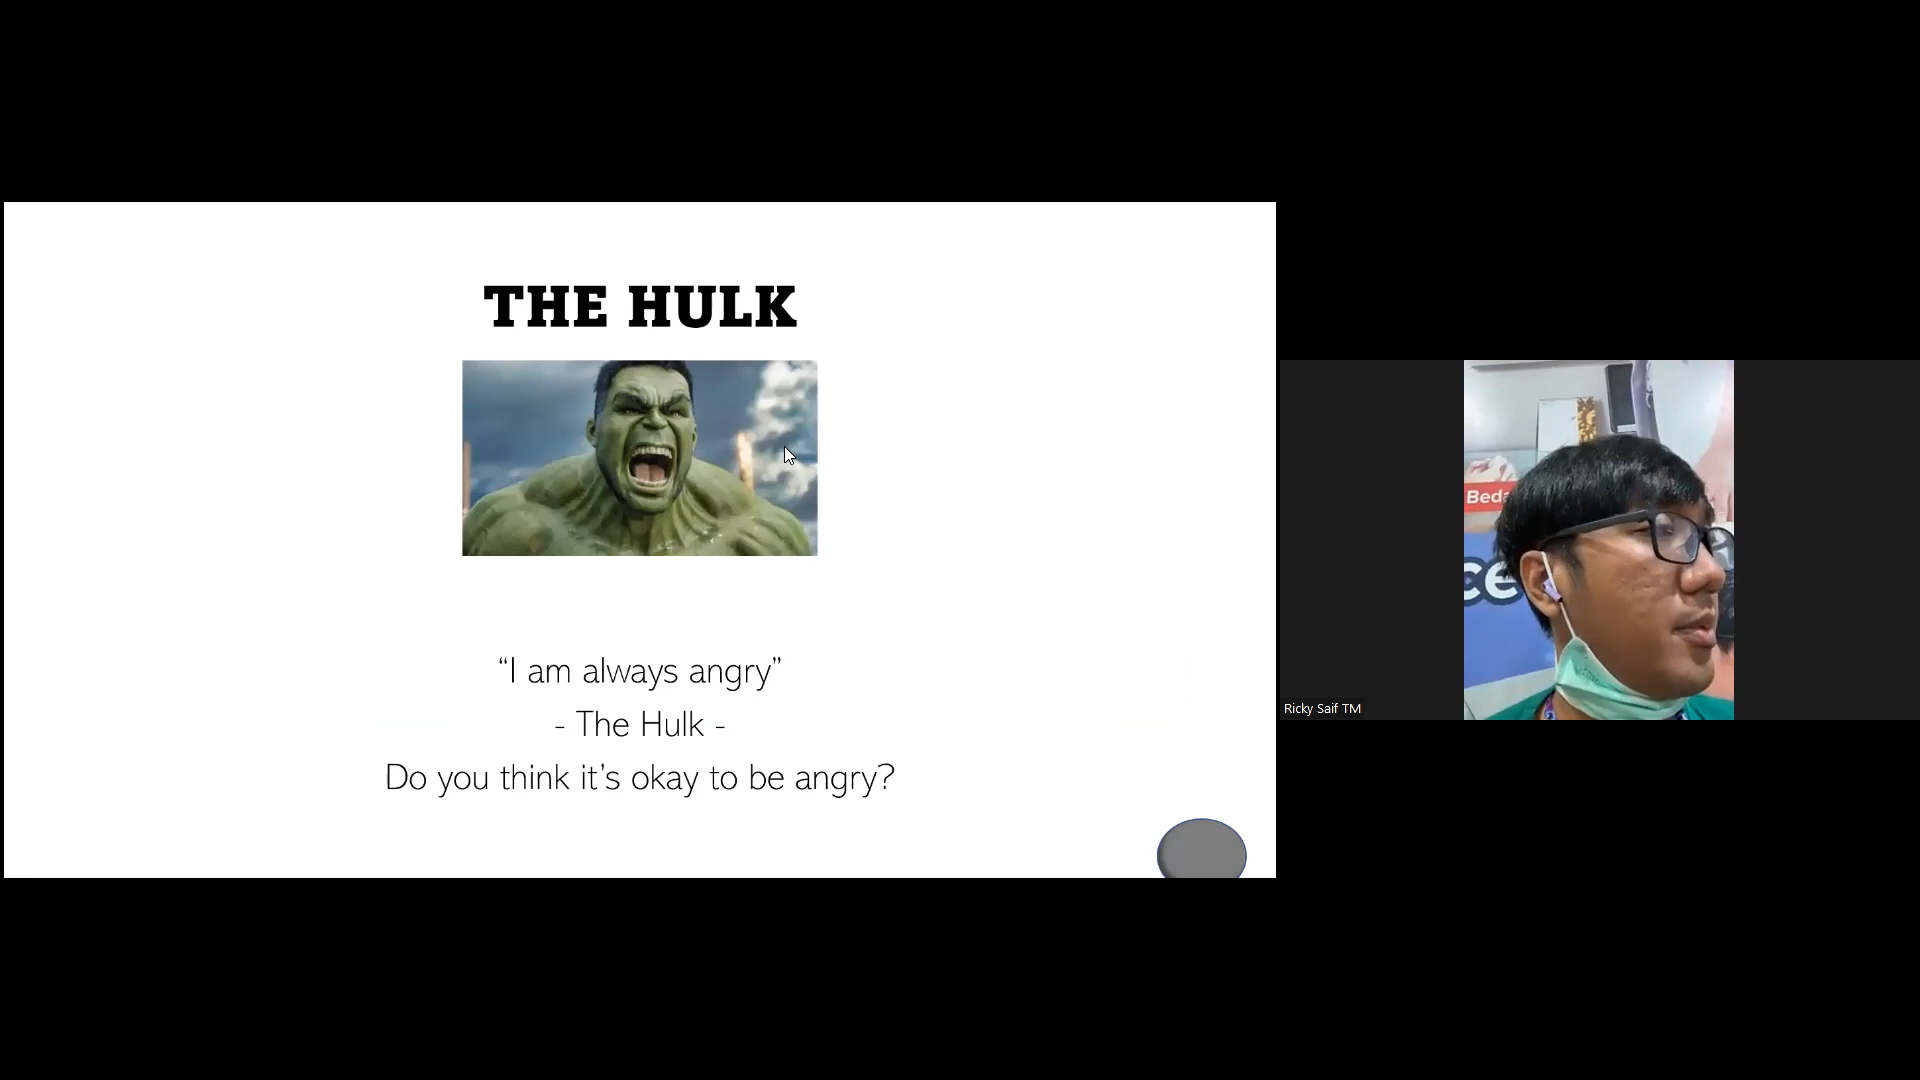 THE HULK
“I am always angry”
- The Hulk -
Do you think it’s okay to be angry?
Ricky Saif TM